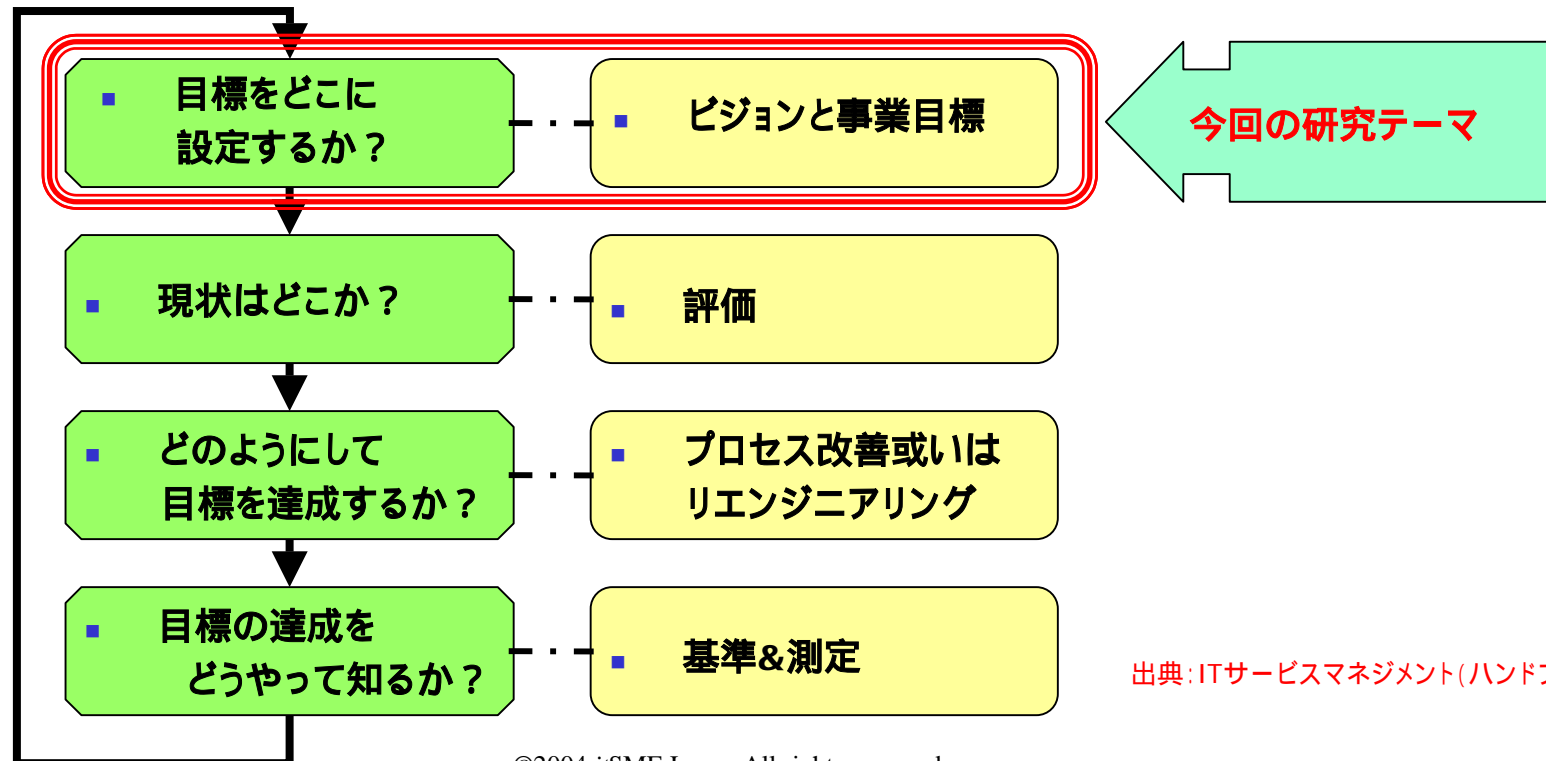 目標をどこに
設定するか？
ビジョンと事業目標
今回の研究テーマ
現状はどこか？
評価
どのようにして
目標を達成するか？
プロセス改善或いは
リエンジニアリング
目標の達成を
どうやって知るか？
基準&測定
出典：ITサービスマネジメント(ハンドブ